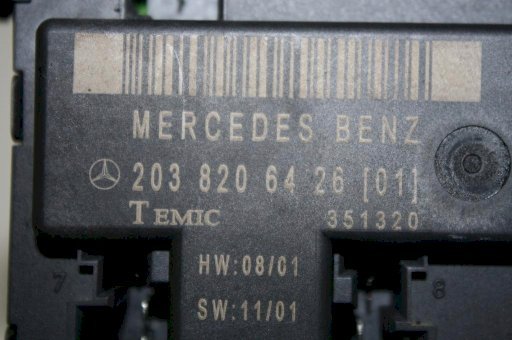 MERCEDES BENZ
203 820 64 26 [01]
TEMIC 351320
HW:08/01
SW:11/01
7 8